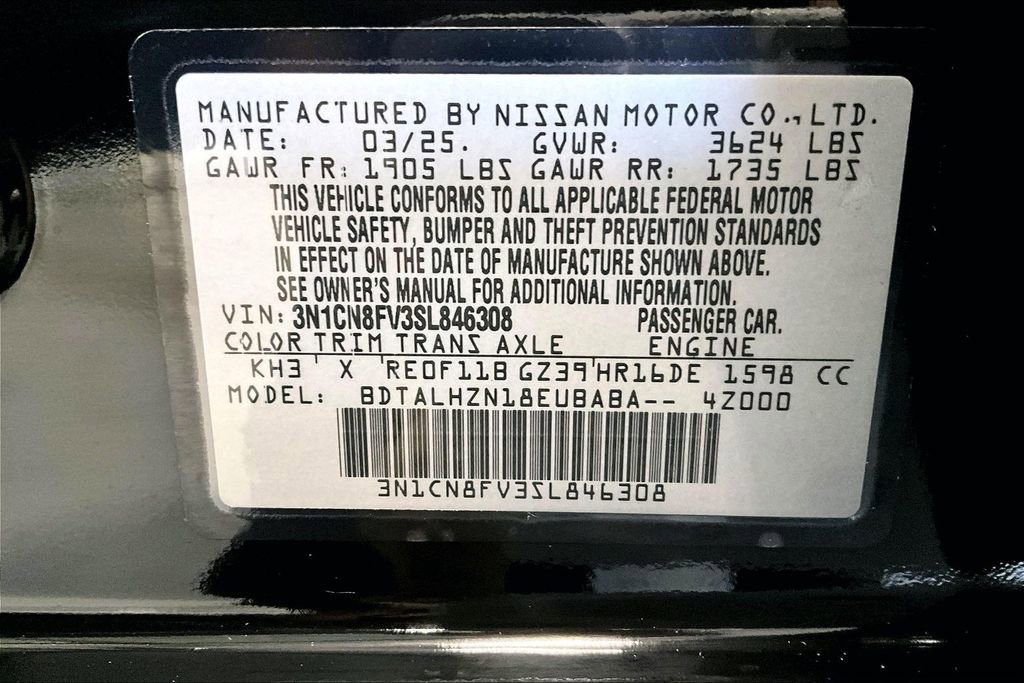 MANUFACTURED BY NISSAN MOTOR CO., LTD.
DATE: 03/25. GVWR: 3624 LBS
GAWR FR: 1905 LBS GAWR RR: 1735 LBS
THIS VEHICLE CONFORMS TO ALL APPLICABLE FEDERAL MOTOR
VEHICLE SAFETY, BUMPER AND THEFT PREVENTION STANDARDS
IN EFFECT ON THE DATE OF MANUFACTURE SHOWN ABOVE.
SEE OWNER'S MANUAL FOR ADDITIONAL INFORMATION.
VIN: 3N1CN8FV3SL846308 PASSENGER CAR.
COLOR TRIM TRANS AXLE ENGINE
KH3 X RE0F11B GZ39 HR16DE 1598 CC
MODEL: BDTALHZN18EUBABA-- 4Z000
3N1CN8FV3SL846308